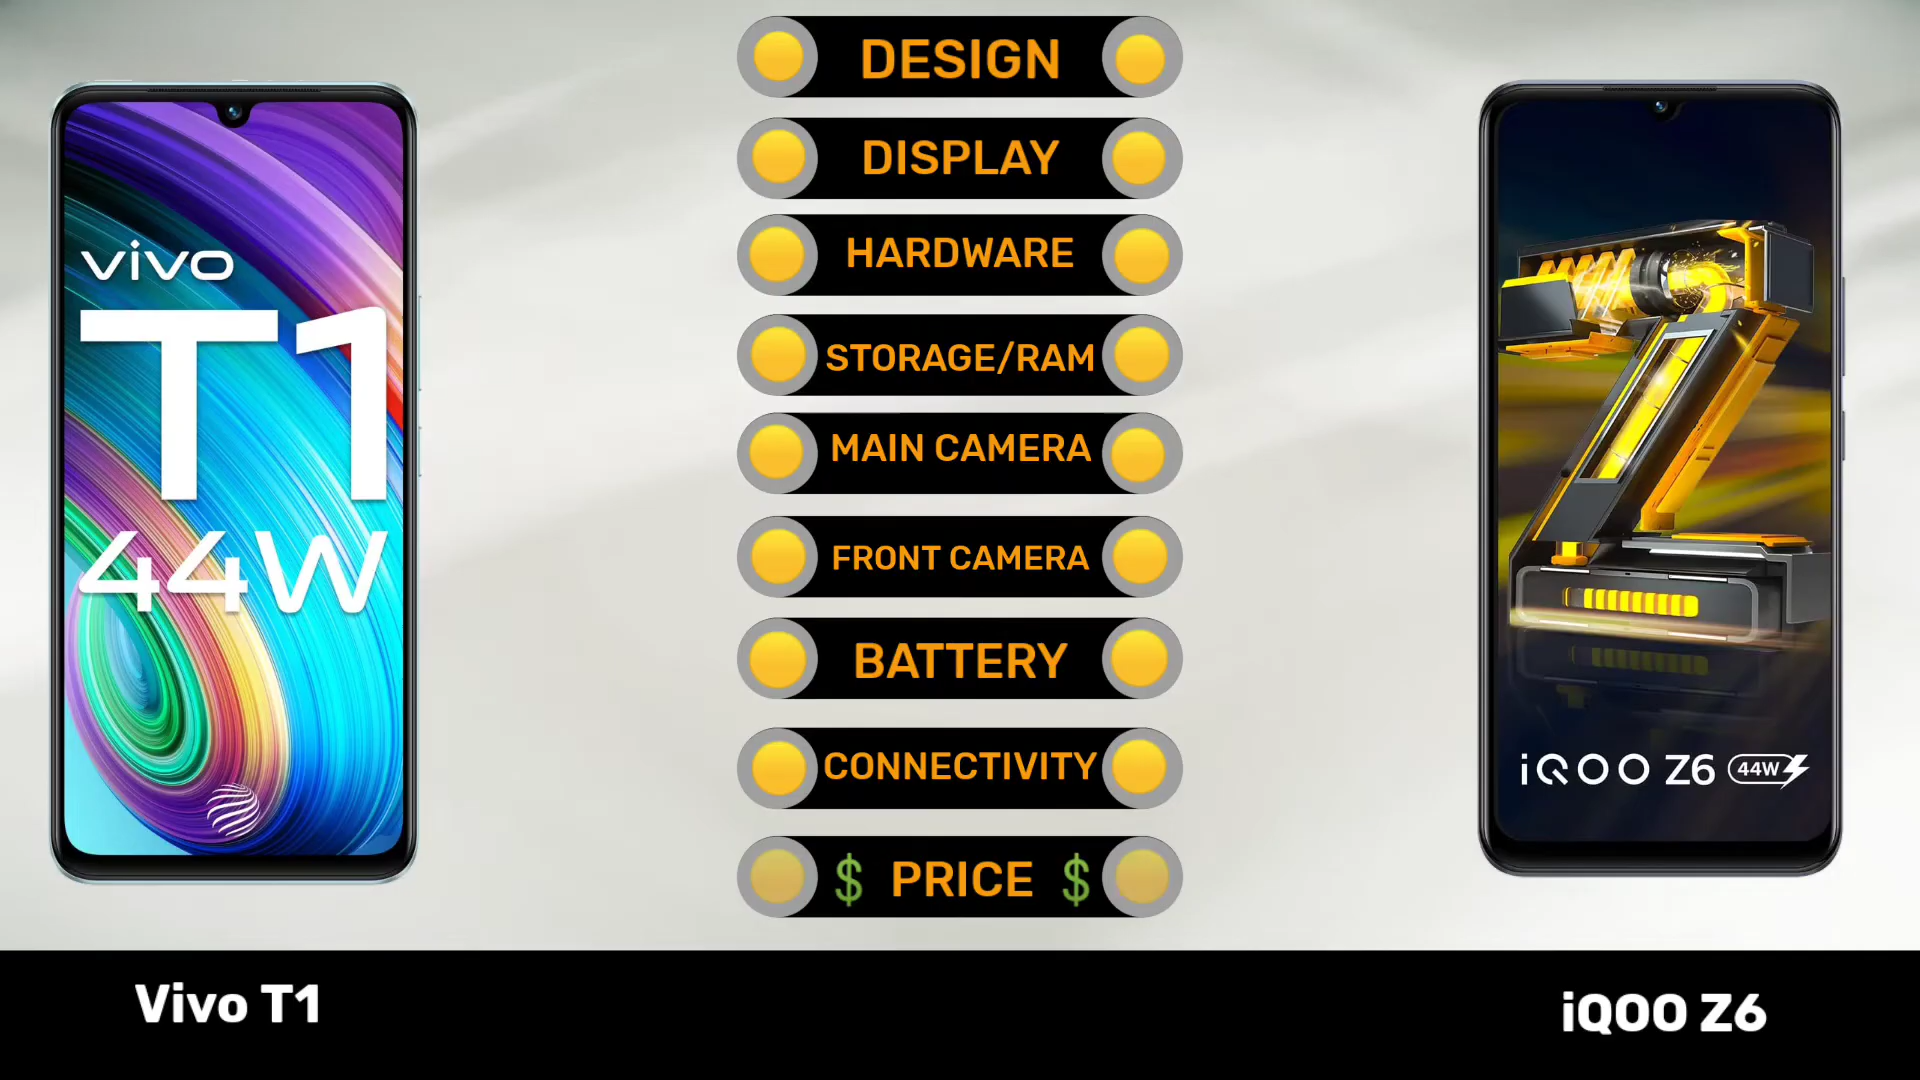 DESIGN
DISPLAY
HARDWARE
STORAGE/RAM
MAIN CAMERA
FRONT CAMERA
BATTERY
CONNECTIVITY
$ PRICE $
vivo
T1
44W
iQOO Z6 44W
Vivo T1
iQOO Z6